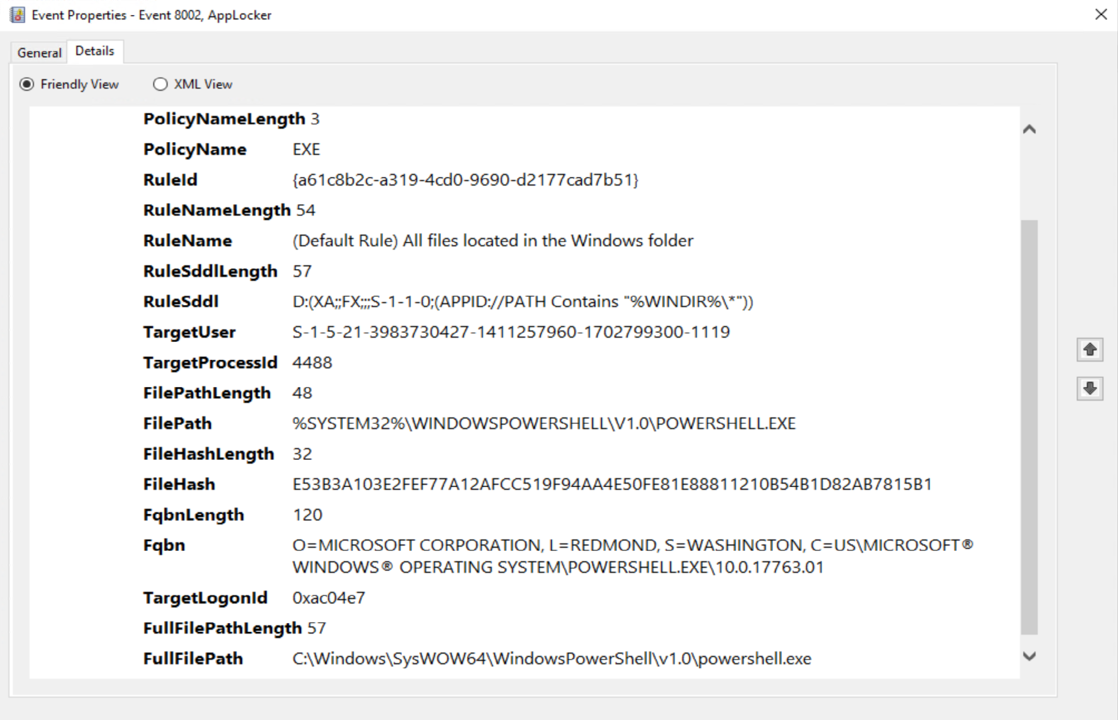 Event Properties - Event 8002, AppLocker
General Details
Friendly View XML View
PolicyNameLength 3
PolicyName EXE
RuleId {a61c8b2c-a319-4cd0-9690-d2177cad7b51}
RuleNameLength 54
RuleName (Default Rule) All files located in the Windows folder
RuleSddlLength 57
RuleSddl D:(XA;;FX;;;S-1-1-0;(APPID://PATH Contains "%WINDIR%\*"))
TargetUser S-1-5-21-3983730427-1411257960-1702799300-1119
TargetProcessId 4488
FilePathLength 48
FilePath %SYSTEM32%\WINDOWSPOWERSHELL\V1.0\POWERSHELL.EXE
FileHashLength 32
FileHash E53B3A103E2FEF77A12AFCC519F94AA4E50FE81E88811210B54B1D82AB7815B1
FqbnLength 120
Fqbn O=MICROSOFT CORPORATION, L=REDMOND, S=WASHINGTON, C=US\MICROSOFT®
WINDOWS® OPERATING SYSTEM\POWERSHELL.EXE\10.0.17763.01
TargetLogonId 0xac04e7
FullFilePathLength 57
FullFilePath C:\Windows\SysWOW64\WindowsPowerShell\v1.0\powershell.exe